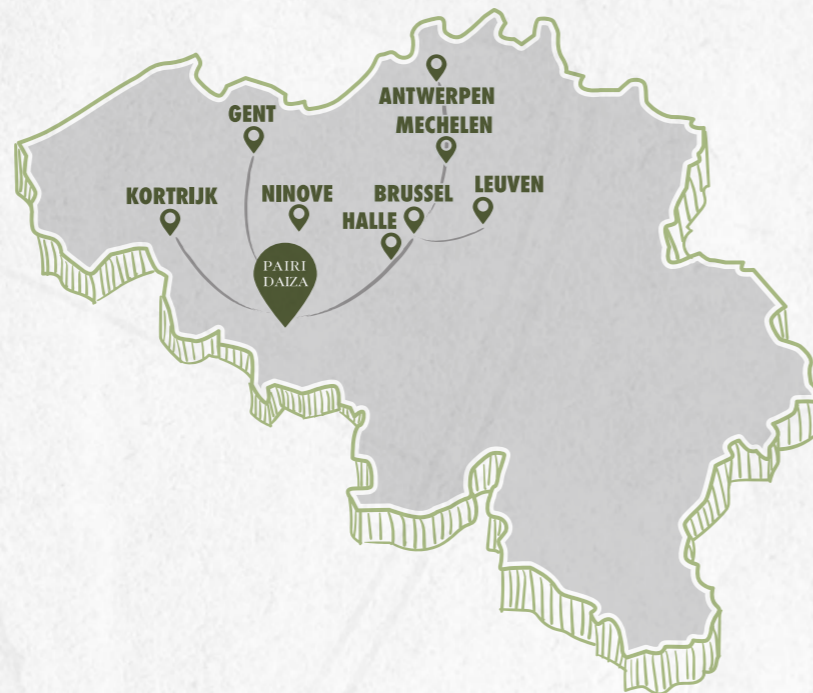 ANTWERPEN
GENT
MECHELEN
KORTRIJK
NINOVE
BRUSSEL
LEUVEN
HALLE
PAIRI
DAIZA